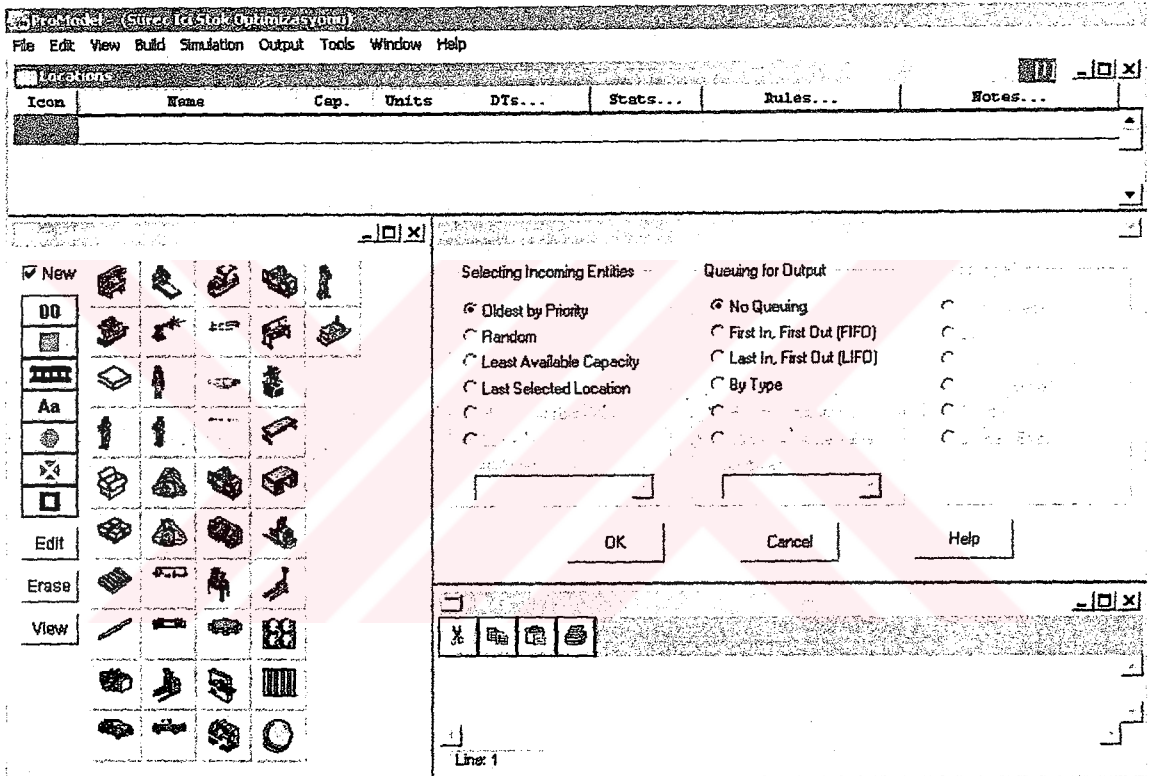 ProModel - (Sürec Ici Stok Optimizasyonu)
File Edit View Build Simulation Output Tools Window Help
Locations
Icon Name Cap. Units DTs... Stats... Rules... Notes...
New
Selecting Incoming Entities
Queuing for Output
Oldest by Priority
Random
Least Available Capacity
Last Selected Location
No Queuing
First In, First Out (FIFO)
Last In, First Out (LIFO)
By Type
00
Aa
Edit
Erase
View
OK
Cancel
Help
Line: 1